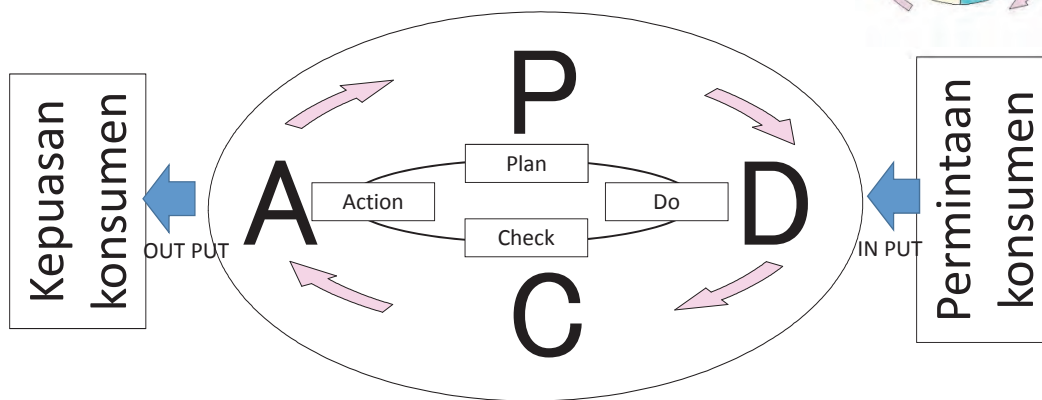 Kepuasan
konsumen
OUT PUT
P
A
D
C
Plan
Action
Do
Check
IN PUT
Permintaan
konsumen